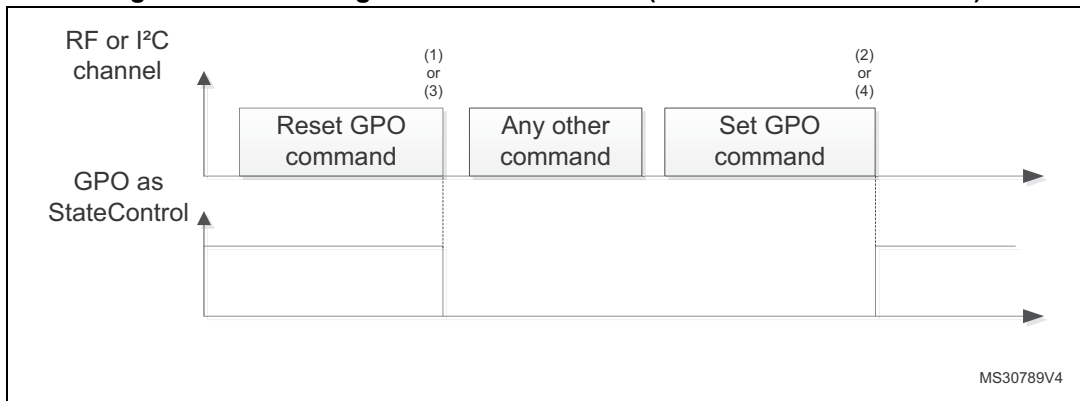 RF or I²C
channel
(1)
or
(3)
(2)
or
(4)
Reset GPO
command
Any other
command
Set GPO
command
GPO as
StateControl
MS30789V4